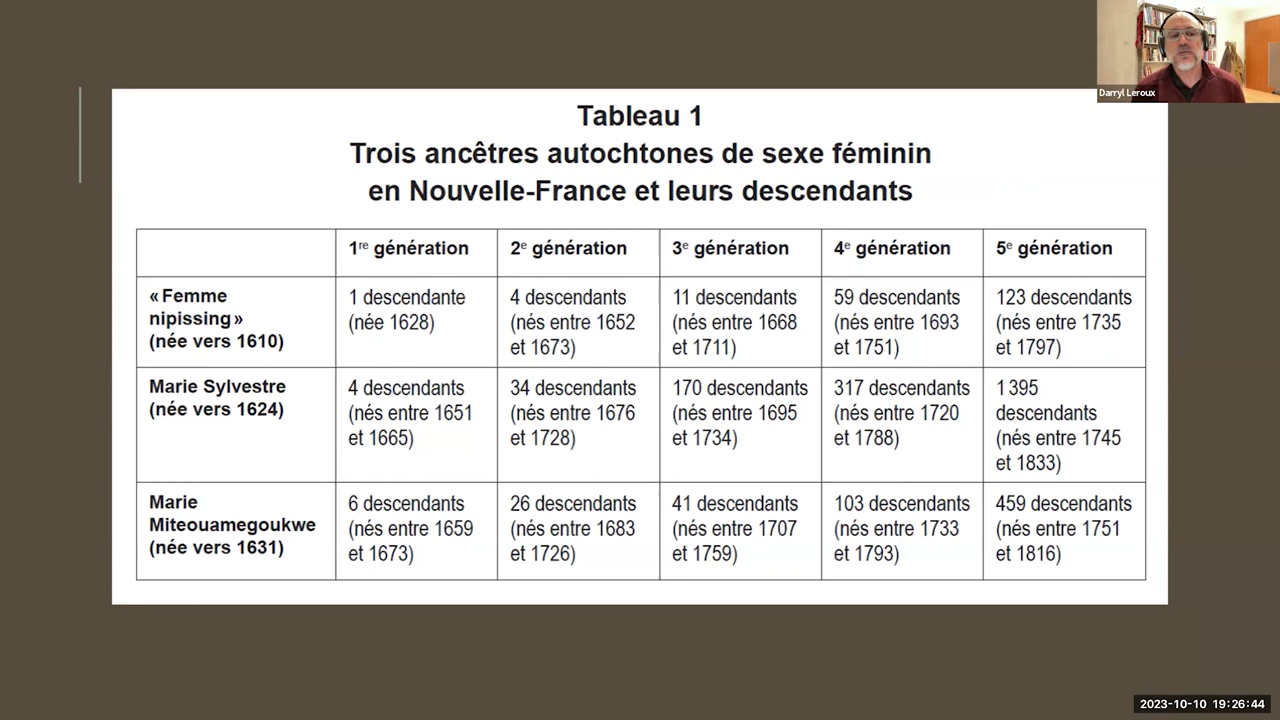 Darryl Leroux
Tableau 1
Trois ancêtres autochtones de sexe féminin
en Nouvelle-France et leurs descendants
1re génération
2e génération
3e génération
4e génération
5e génération
« Femme
nipissing »
(née vers 1610)
1 descendante
(née 1628)
4 descendants
(nés entre 1652
et 1673)
11 descendants
(nés entre 1668
et 1711)
59 descendants
(nés entre 1693
et 1751)
123 descendants
(nés entre 1735
et 1797)
Marie Sylvestre
(née vers 1624)
4 descendants
(nés entre 1651
et 1665)
34 descendants
(nés entre 1676
et 1728)
170 descendants
(nés entre 1695
et 1734)
317 descendants
(nés entre 1720
et 1788)
1 395
descendants
(nés entre 1745
et 1833)
Marie
Miteouamegoukwe
(née vers 1631)
6 descendants
(nés entre 1659
et 1673)
26 descendants
(nés entre 1683
et 1726)
41 descendants
(nés entre 1707
et 1759)
103 descendants
(nés entre 1733
et 1793)
459 descendants
(nés entre 1751
et 1816)
2023-10-10 19:26:44